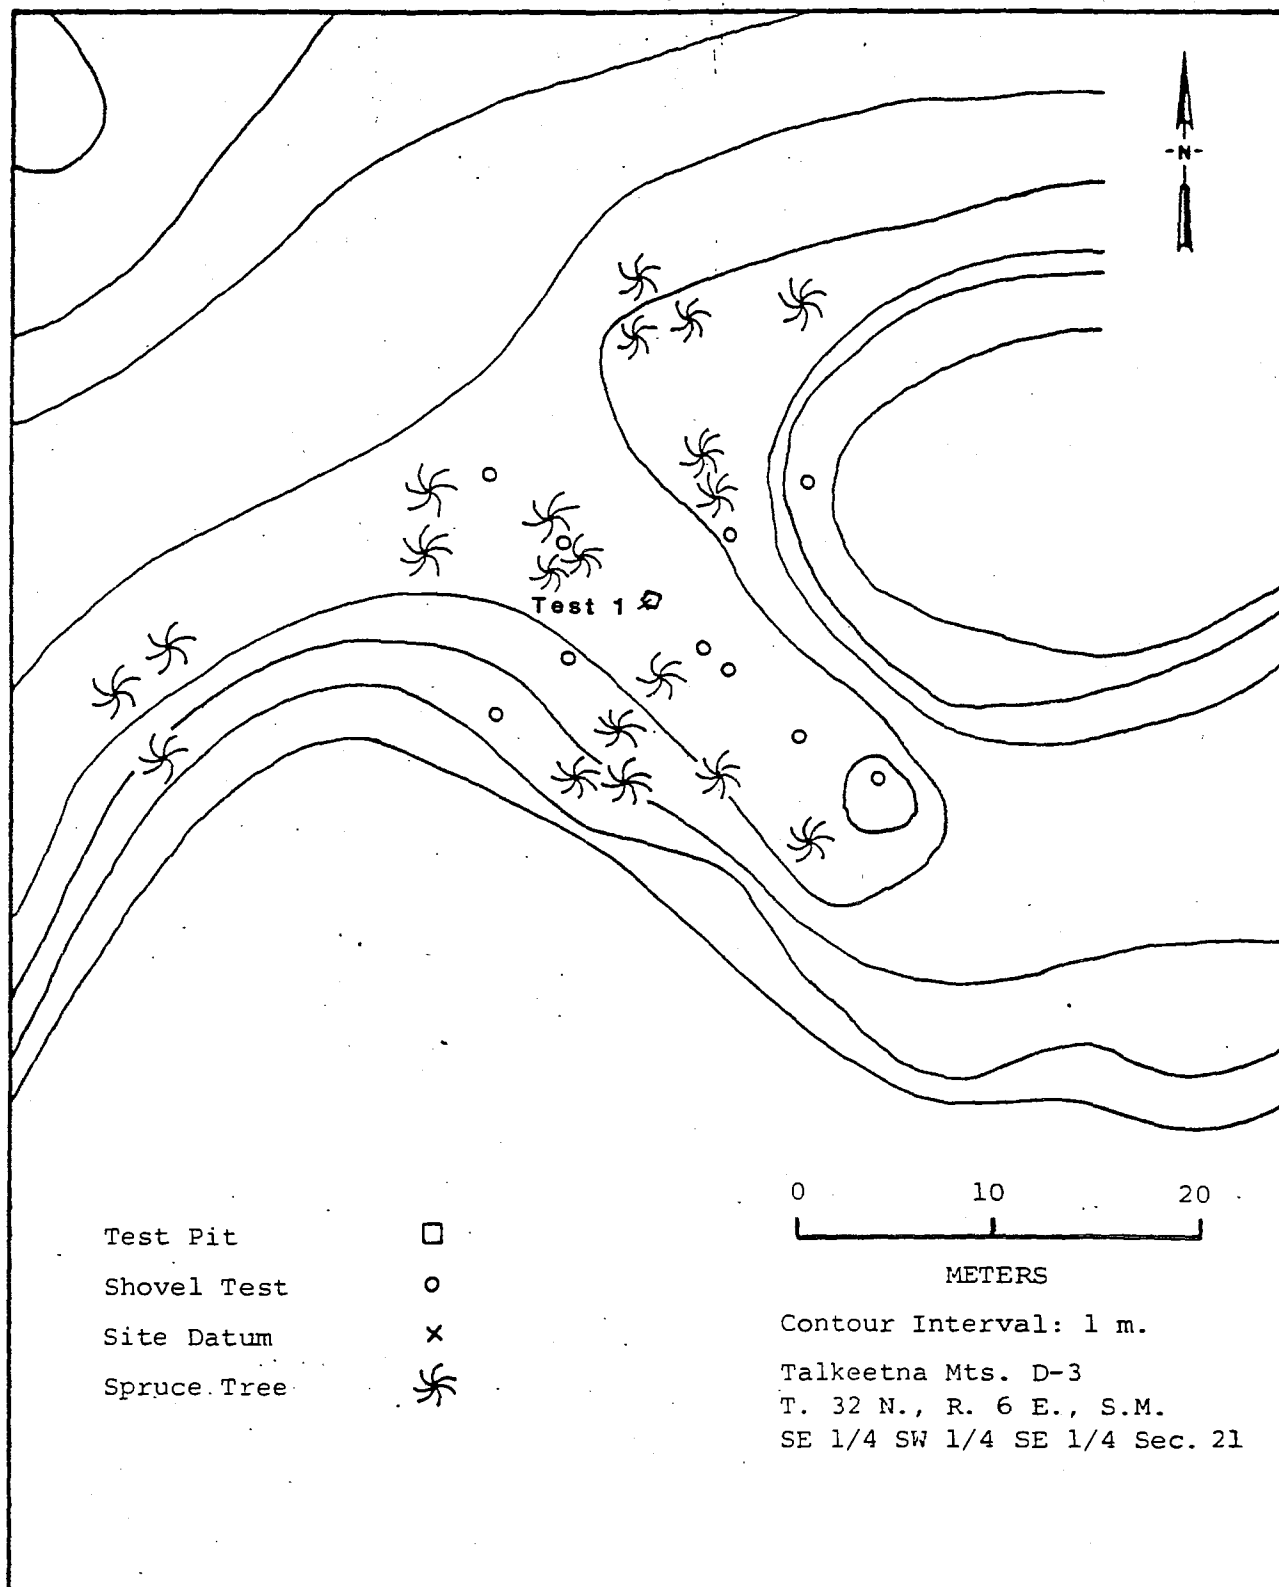 -N-
Test 1
0 10 20
METERS
Test Pit
Shovel Test
Site Datum
Spruce Tree
Contour Interval: 1 m.
Talkeetna Mts. D-3
T. 32 N., R. 6 E., S.M.
SE 1/4 SW 1/4 SE 1/4 Sec. 21